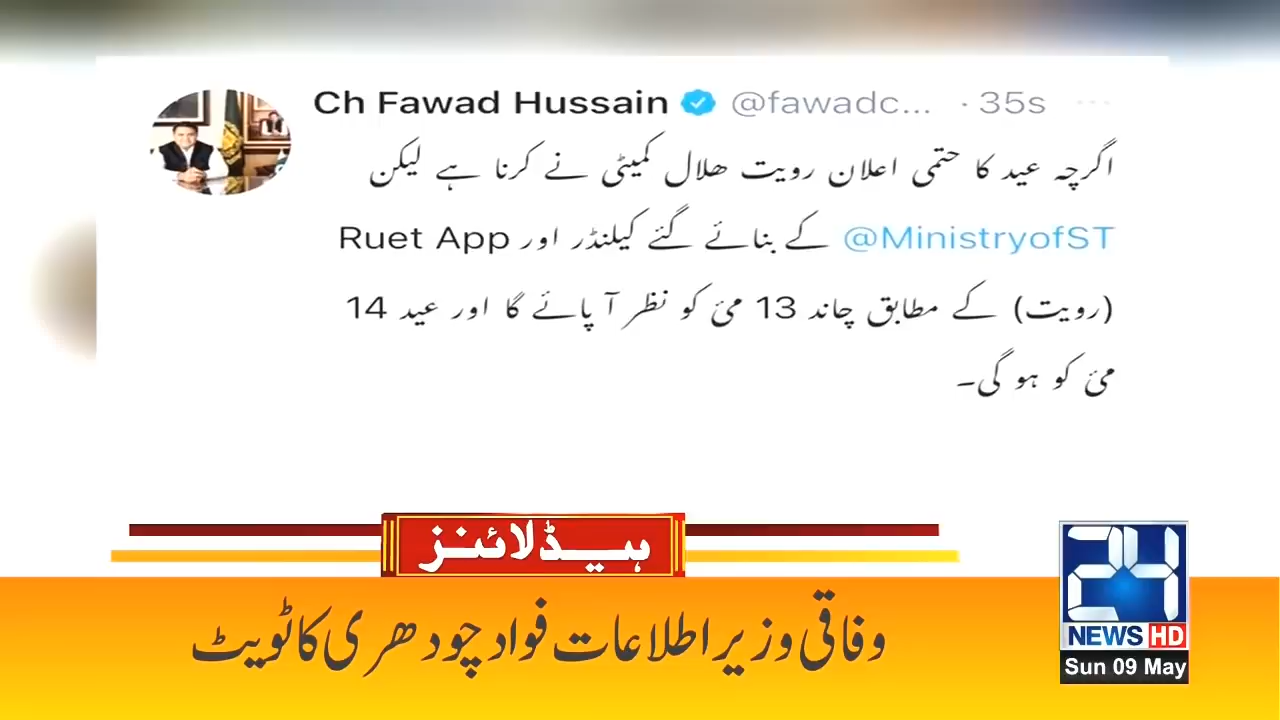 Ch Fawad Hussain @fawadc... · 35s ...
اگرچہ عید کا حتمی اعلان رویت ھلال کمیٹی نے کرنا ہے لیکن
@MinistryofST کے بنائے گئے کیلنڈر اور Ruet App
(رویت) کے مطابق چاند 13 مئ کو نظر آ پائے گا اور عید 14
مئ کو ہو گی۔
ہیڈلائنز
وفاقی وزیر اطلاعات فواد چودھری کا ٹویٹ
24
NEWS HD
Sun 09 May